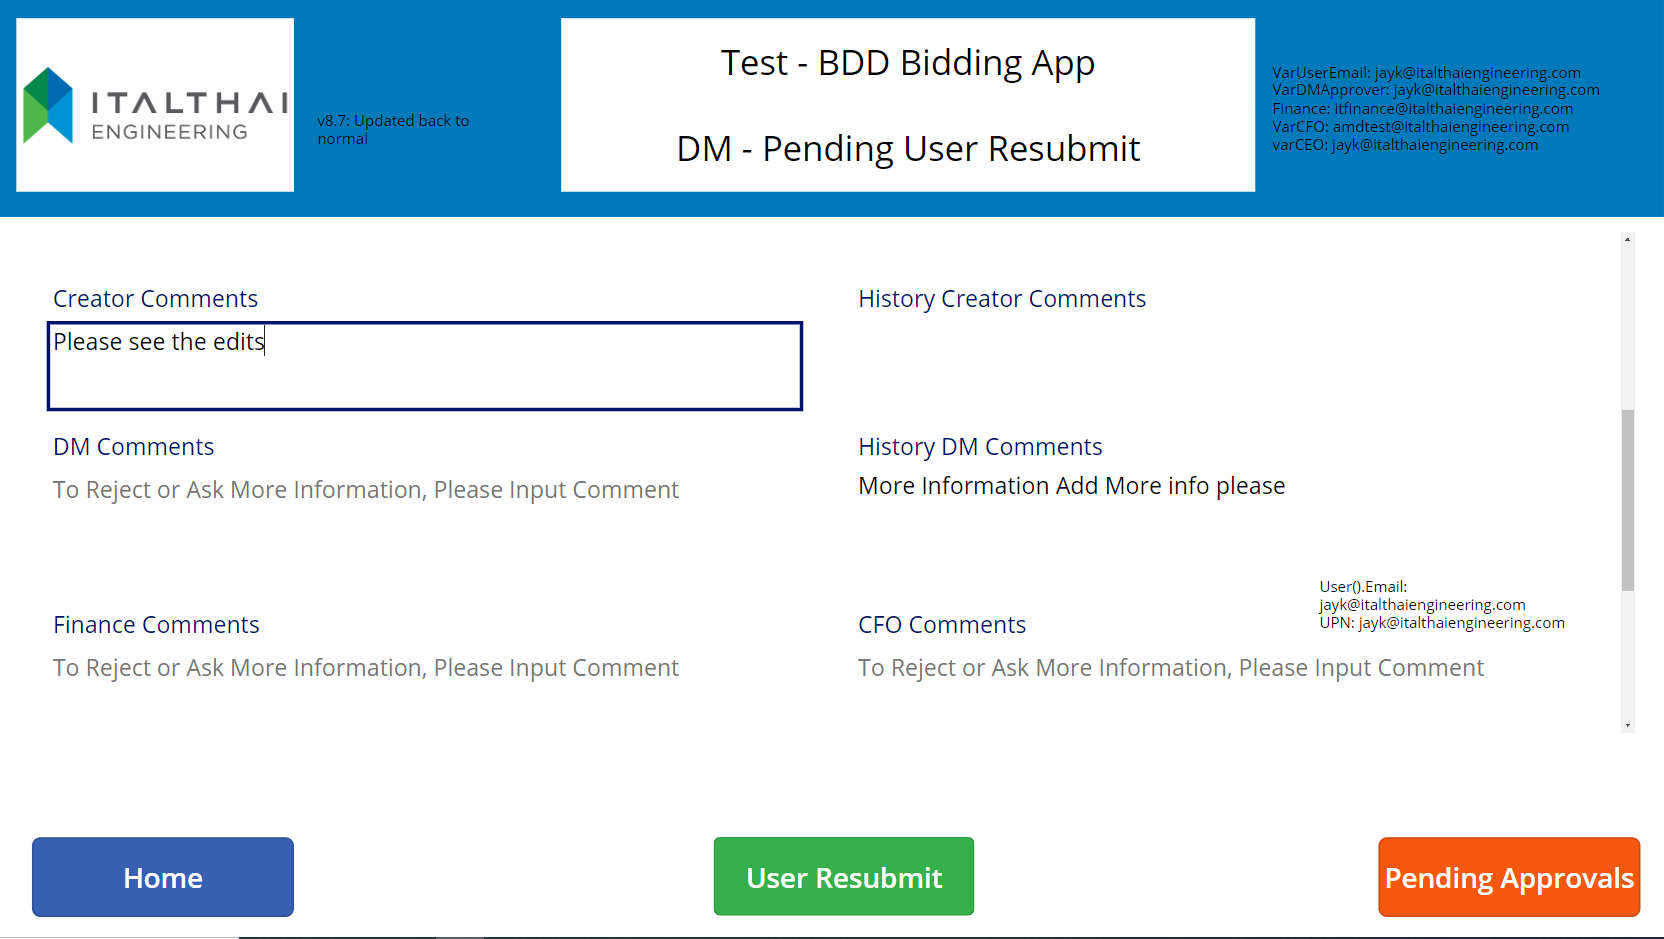 ITALTHAI
ENGINEERING
v8.7: Updated back to
normal
Test - BDD Bidding App
DM - Pending User Resubmit
VarUserEmail: jayk@italthaiengineering.com
VarDMApprover: jayk@italthaiengineering.com
Finance: itfinance@italthaiengineering.com
VarCFO: amdtest@italthaiengineering.com
varCEO: jayk@italthaiengineering.com
Creator Comments
Please see the edits
History Creator Comments
DM Comments
To Reject or Ask More Information, Please Input Comment
History DM Comments
More Information Add More info please
User().Email:
jayk@italthaiengineering.com
UPN: jayk@italthaiengineering.com
Finance Comments
To Reject or Ask More Information, Please Input Comment
CFO Comments
To Reject or Ask More Information, Please Input Comment
Home
User Resubmit
Pending Approvals